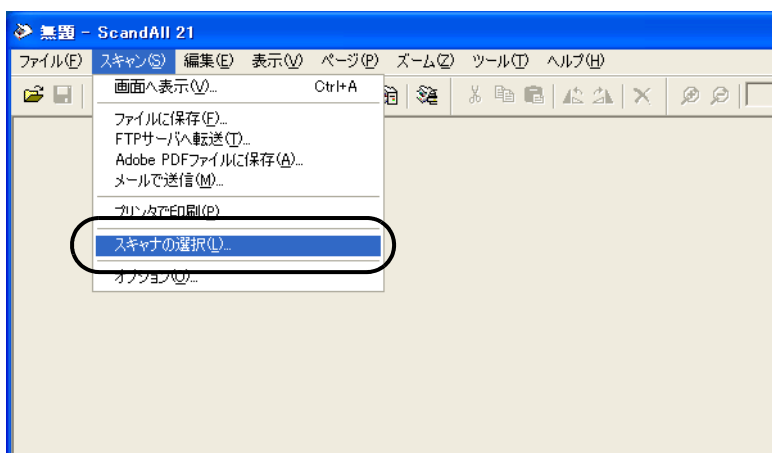 無題 - ScandAll 21
ファイル(F) スキャン(S) 編集(E) 表示(V) ページ(P) ズーム(Z) ツール(T) ヘルプ(H)
画面へ表示(V)... Ctrl+A
ファイルに保存(F)...
FTPサーバへ転送(T)...
Adobe PDFファイルに保存(A)...
メールで送信(M)...
プリンタで印刷(P)
スキャナの選択(L)...
オプション(O)...